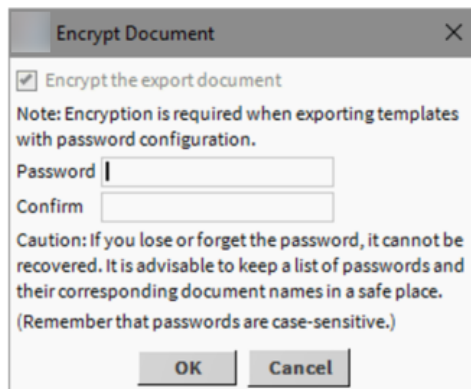 Encrypt Document
Encrypt the export document
Note: Encryption is required when exporting templates
with password configuration.
Password
Confirm
Caution: If you lose or forget the password, it cannot be
recovered. It is advisable to keep a list of passwords and
their corresponding document names in a safe place.
(Remember that passwords are case-sensitive.)
OK Cancel